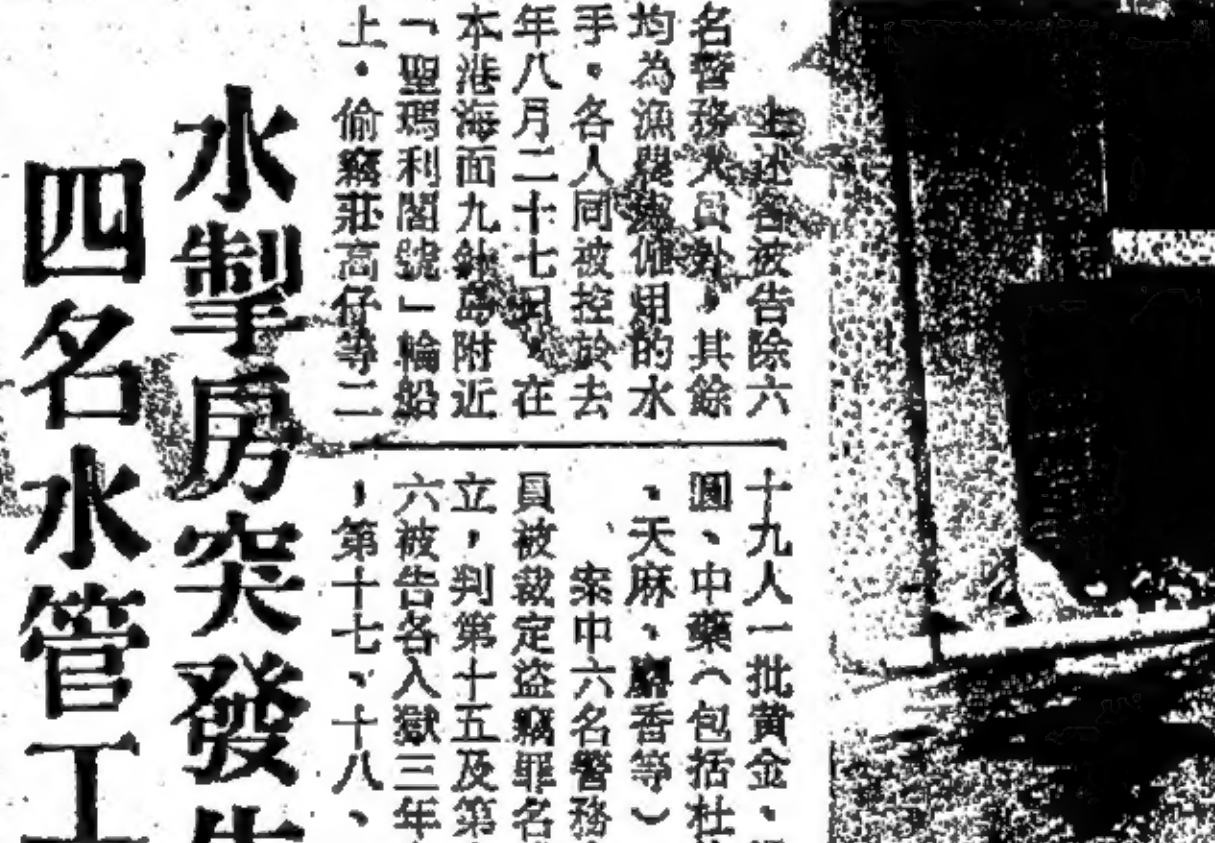 上述各被告除六
名警務人員外，其餘
均為漁農處僱用的水
手。各人同被控於去
年八月二十七日，在
本港海面九針島附近
「聖瑪利閣號」輪船
上，偷竊莊高仔等二
十九人一批黃金、
圓、中藥（包括杜
、天麻、麝香等）
、案中六名警務
員被裁定盜竊罪名
立，判第十五及第
六被告各入獄三年
，第十七、十八、
水掣房突發
四名水管工